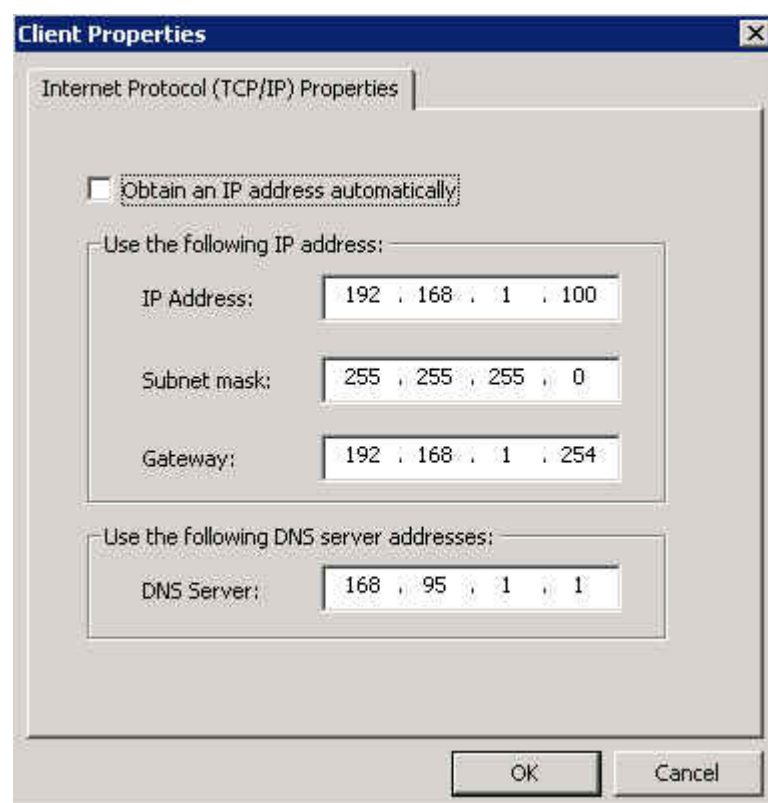 Client Properties
Internet Protocol (TCP/IP) Properties
Obtain an IP address automatically
Use the following IP address:
IP Address: 192 . 168 . 1 . 100
Subnet mask: 255 . 255 . 255 . 0
Gateway: 192 . 168 . 1 . 254
Use the following DNS server addresses:
DNS Server: 168 . 95 . 1 . 1
OK Cancel